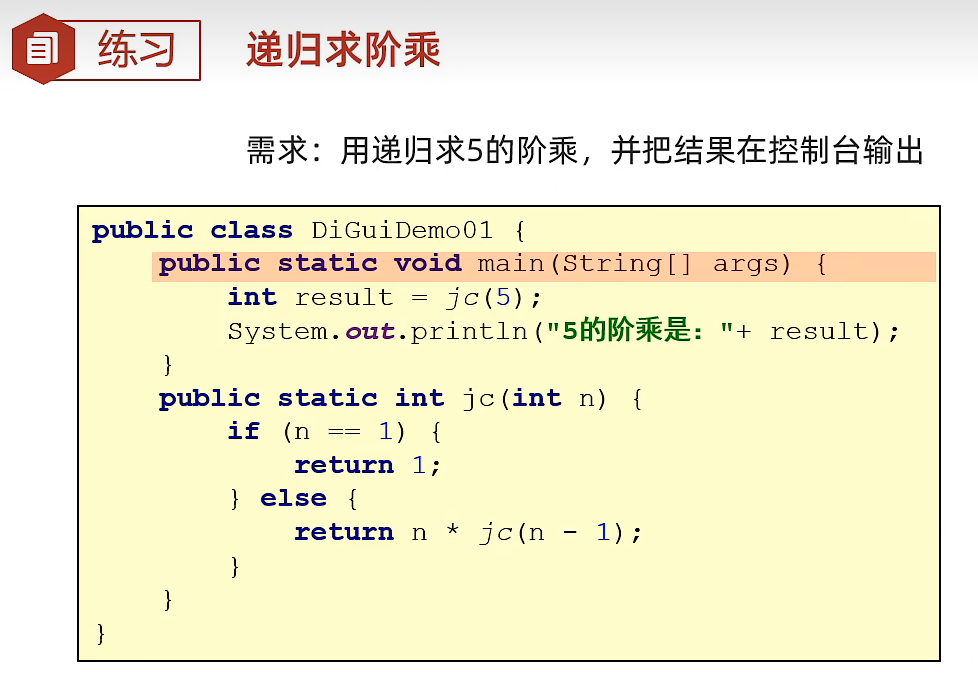 练习
递归求阶乘
需求：用递归求5的阶乘，并把结果在控制台输出
public class DiGuiDemo01 {
    public static void main(String[] args) {
        int result = jc(5);
        System.out.println("5的阶乘是："+ result);
    }
    public static int jc(int n) {
        if (n == 1) {
            return 1;
        } else {
            return n * jc(n - 1);
        }
    }
}